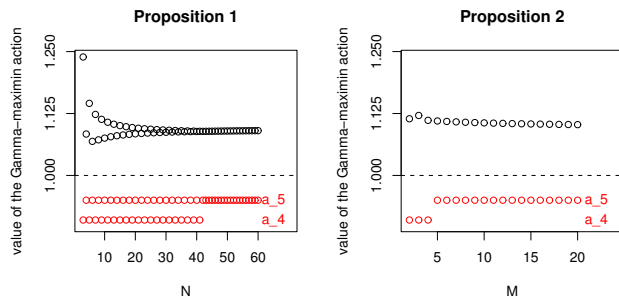 Proposition 1
value of the Gamma−maximin action
1.250
1.125
1.000
a_5
a_4
10 20 30 40 50 60
N
Proposition 2
value of the Gamma−maximin action
1.250
1.125
1.000
a_5
a_4
5 10 15 20
M